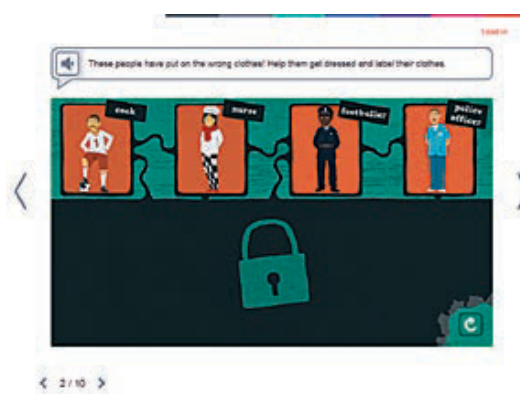 These people have put on the wrong clothes! Help them get dressed and label their clothes.
cook
nurse
footballer
police
officer
2 / 10